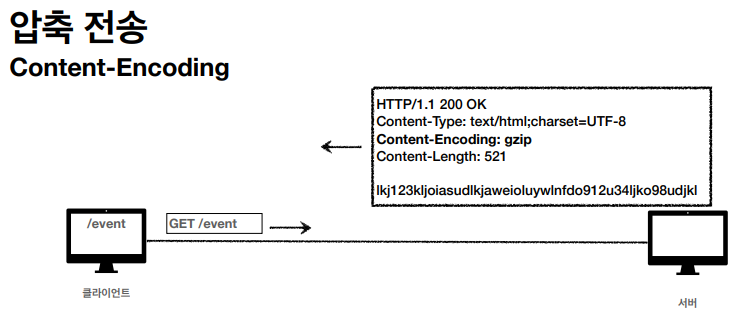 압축 전송
Content-Encoding
HTTP/1.1 200 OK
Content-Type: text/html;charset=UTF-8
Content-Encoding: gzip
Content-Length: 521
lkj123kljoiasudlkjaweioluywlnfdo912u34ljko98udjkl
/event
GET /event
클라이언트
서버